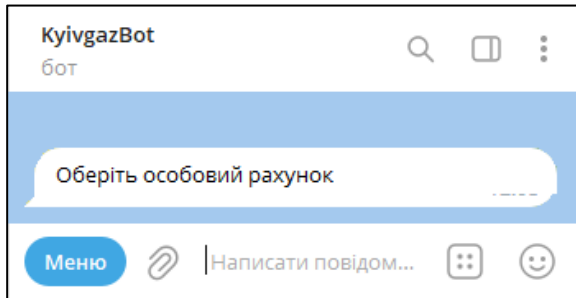 KyivgazBot
бот
Оберіть особовий рахунок
Меню
Написати повідом...